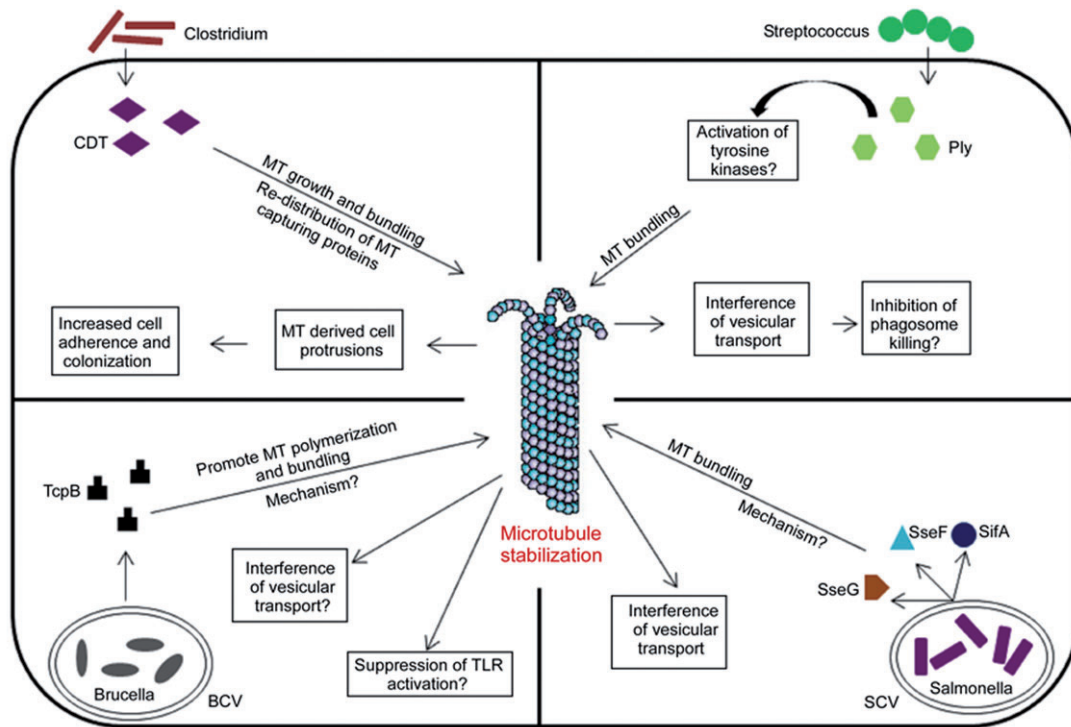 Clostridium
CDT
MT growth and bundling
Re-distribution of MT
capturing proteins
MT derived cell
protrusions
Increased cell
adherence and
colonization
Streptococcus
Ply
Activation of
tyrosine
kinases?
MT bundling
Interference
of vesicular
transport
Inhibition of
phagosome
killing?
Microtubule
stabilization
TcpB
Promote MT polymerization
and bundling
Mechanism?
Interference
of vesicular
transport?
Suppression of TLR
activation?
Brucella
BCV
MT bundling
Mechanism?
SseF
SifA
SseG
Interference
of vesicular
transport
SCV
Salmonella